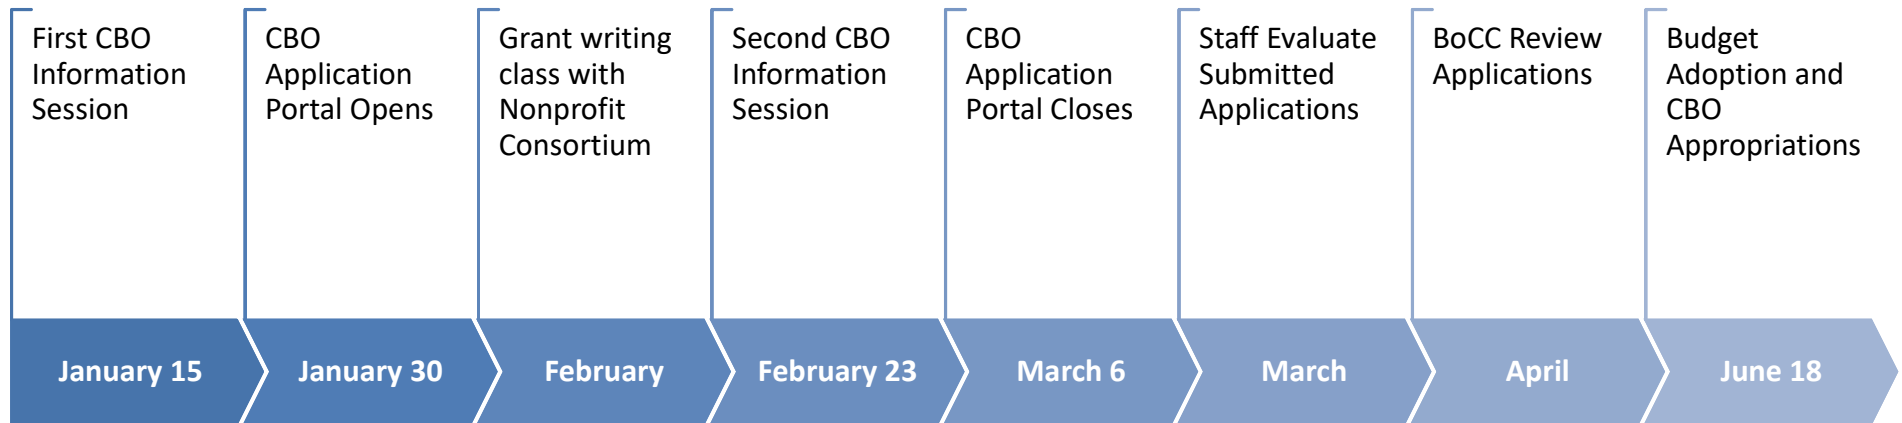 First CBO
Information
Session
CBO
Application
Portal Opens
Grant writing
class with
Nonprofit
Consortium
Second CBO
Information
Session
CBO
Application
Portal Closes
Staff Evaluate
Submitted
Applications
BoCC Review
Applications
Budget
Adoption and
CBO
Appropriations
January 15
January 30
February
February 23
March 6
March
April
June 18